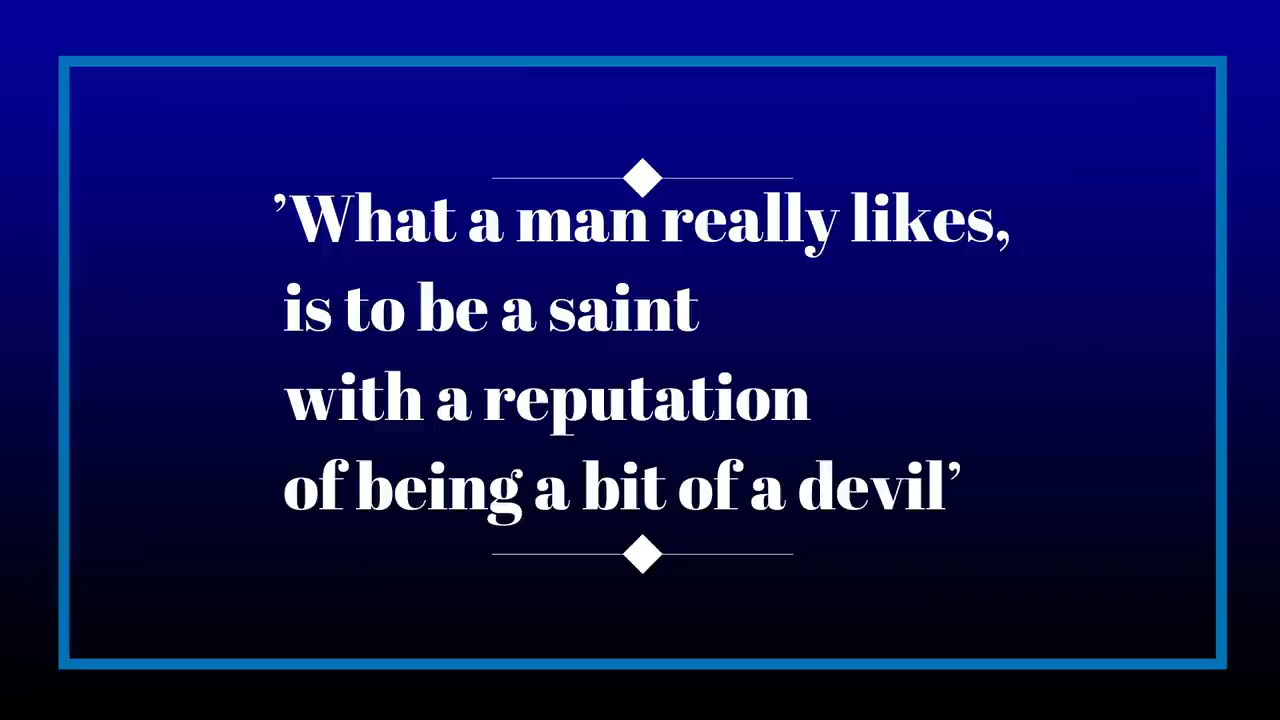 ’What a man really likes,
is to be a saint
with a reputation
of being a bit of a devil’